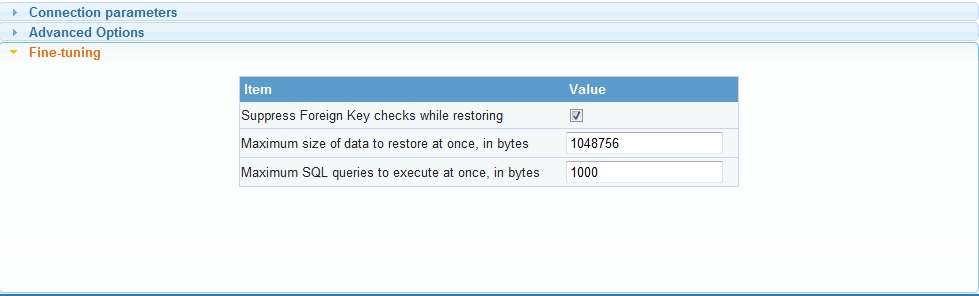 Connection parameters
Advanced Options
Fine-tuning
Item Value
Suppress Foreign Key checks while restoring
Maximum size of data to restore at once, in bytes 1048756
Maximum SQL queries to execute at once, in bytes 1000